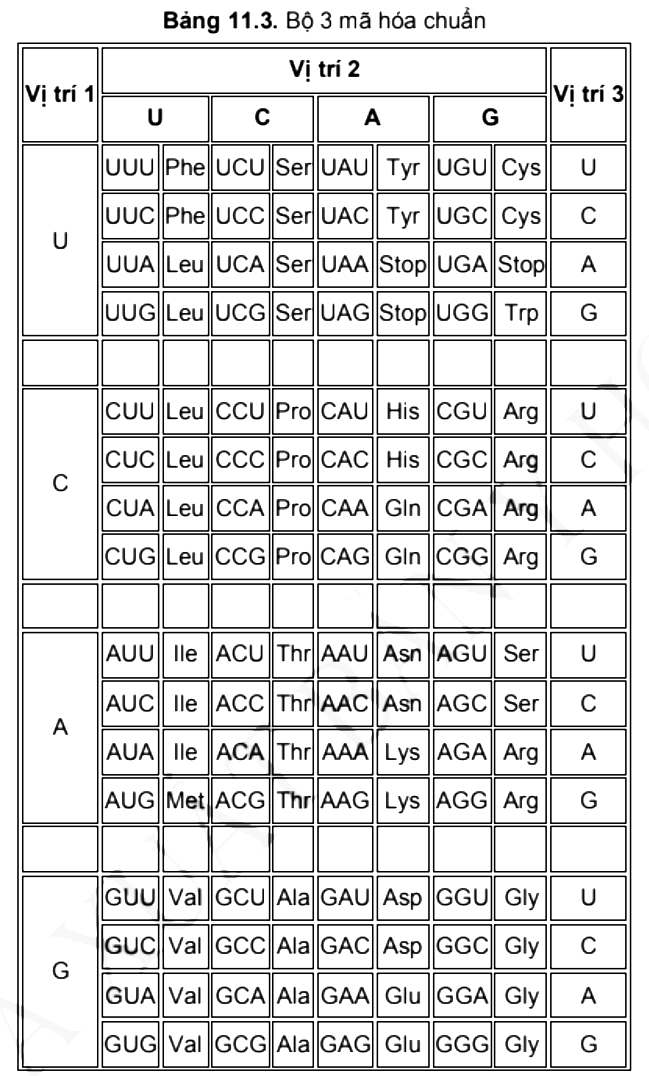 Bảng 11.3. Bộ 3 mã hóa chuẩn
Vị trí 1 Vị trí 2 Vị trí 3
U C A G
U
UUU Phe UCU Ser UAU Tyr UGU Cys U
UUC Phe UCC Ser UAC Tyr UGC Cys C
UUA Leu UCA Ser UAA Stop UGA Stop A
UUG Leu UCG Ser UAG Stop UGG Trp G
C
CUU Leu CCU Pro CAU His CGU Arg U
CUC Leu CCC Pro CAC His CGC Arg C
CUA Leu CCA Pro CAA Gln CGA Arg A
CUG Leu CCG Pro CAG Gln CGG Arg G
A
AUU Ile ACU Thr AAU Asn AGU Ser U
AUC Ile ACC Thr AAC Asn AGC Ser C
AUA Ile ACA Thr AAA Lys AGA Arg A
AUG Met ACG Thr AAG Lys AGG Arg G
G
GUU Val GCU Ala GAU Asp GGU Gly U
GUC Val GCC Ala GAC Asp GGC Gly C
GUA Val GCA Ala GAA Glu GGA Gly A
GUG Val GCG Ala GAG Glu GGG Gly G